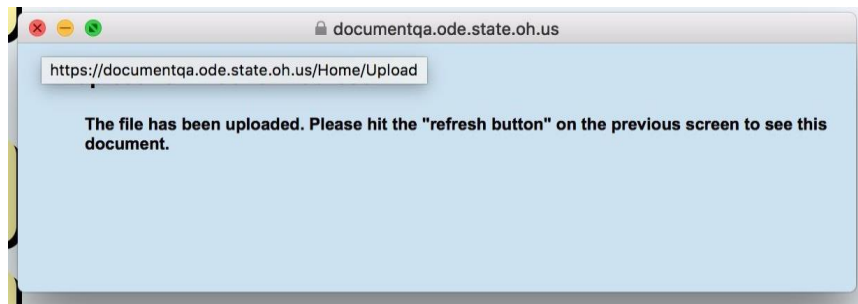 documentqa.ode.state.oh.us
https://documentqa.ode.state.oh.us/Home/Upload
The file has been uploaded. Please hit the "refresh button" on the previous screen to see this
document.